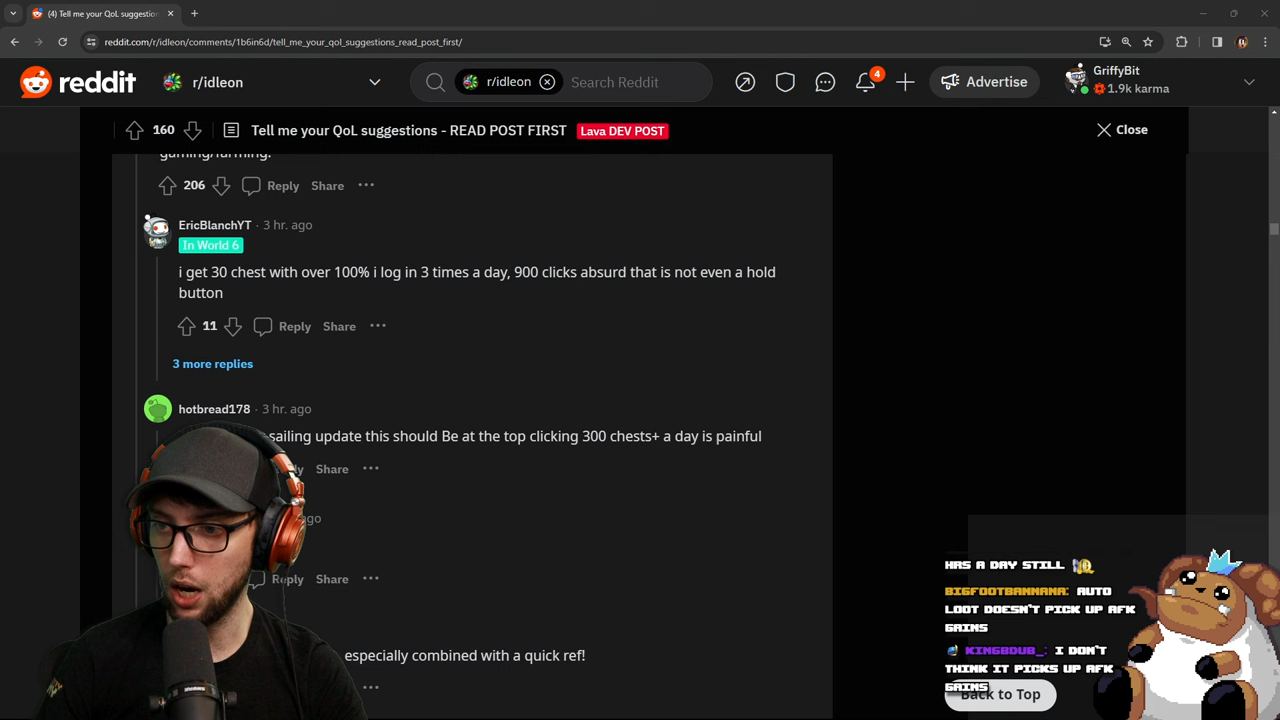 (4) Tell me your QoL suggestion
reddit.com/r/idleon/comments/1b6in6d/tell_me_your_qol_suggestions_read_post_first/
reddit
r/idleon
r/idleon
Search Reddit
4
Advertise
GriffyBit
1.9k karma
160
Tell me your QoL suggestions - READ POST FIRST
Lava DEV POST
Close
gaming/farming.
206
Reply
Share
EricBlanchYT · 3 hr. ago
In World 6
i get 30 chest with over 100% i log in 3 times a day, 900 clicks absurd that is not even a hold
button
11
Reply
Share
3 more replies
hotbread178 · 3 hr. ago
sailing update this should Be at the top clicking 300 chests+ a day is painful
Share
ago
Reply
Share
especially combined with a quick ref!
HRS A DAY STILL
BIGFOOTBANNANA: AUTO
LOOT DOESN'T PICK UP AFK
GAINS
KINGBDUB_: I DON'T
THINK IT PICKS UP AFK
GAINS
Back to Top